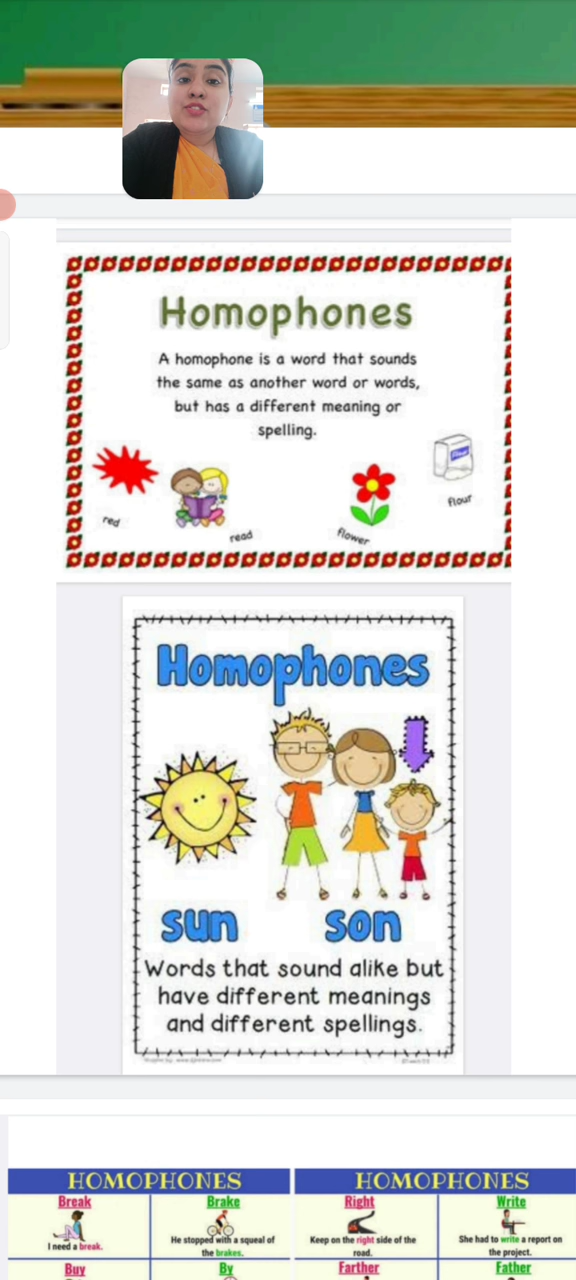 Homophones
A homophone is a word that sounds
the same as another word or words,
but has a different meaning or
spelling.
red
read
flower
flour
Flour
Homophones
sun son
Words that sound alike but
have different meanings
and different spellings.
HOMOPHONES
HOMOPHONES
Break
I need a break.
Brake
He stopped with a squeal of
the brakes.
Right
Keep on the right side of the
road.
Write
She had to write a report on
the project.
Buy
By
Farther
Father